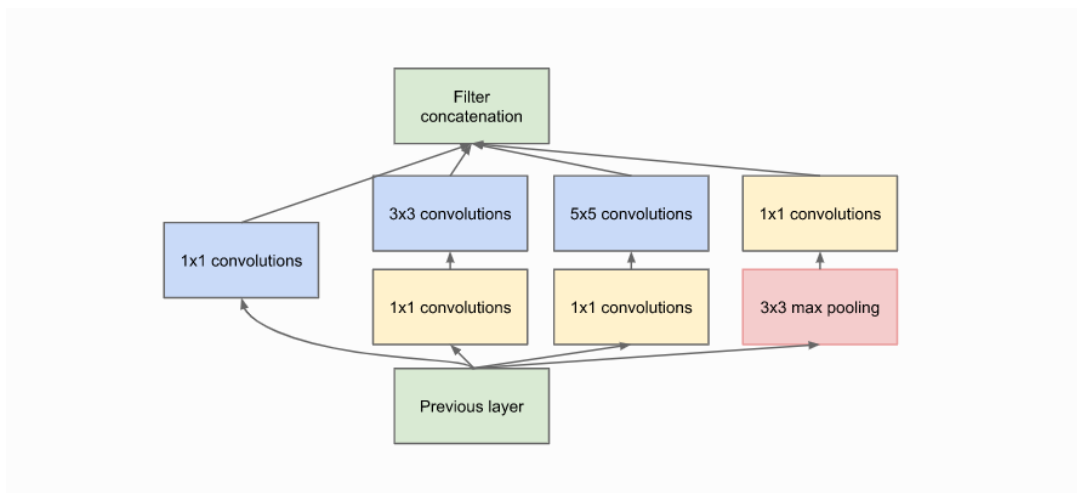 Filter
concatenation
3x3 convolutions
5x5 convolutions
1x1 convolutions
1x1 convolutions
1x1 convolutions
1x1 convolutions
3x3 max pooling
Previous layer